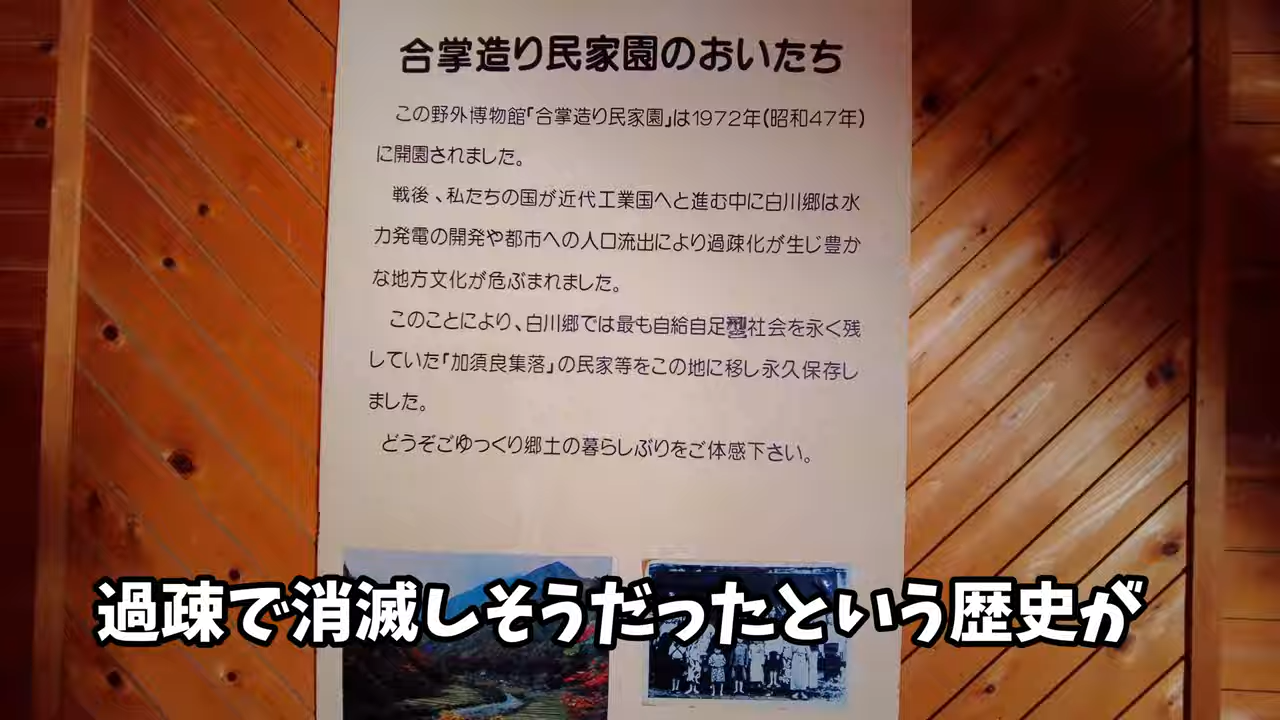 合掌造り民家園のおいたち
この野外博物館「合掌造り民家園」は1972年(昭和47年)
に開園されました。
戦後、私たちの国が近代工業国へと進む中に白川郷は水
力発電の開発や都市への人口流出により過疎化が生じ豊か
な地方文化が危ぶまれました。
このことにより、白川郷では最も自給自足型社会を永く残
していた「加須良集落」の民家等をこの地に移し永久保存し
ました。
どうぞごゆっくり郷土の暮らしぶりをご体感下さい。
過疎で消滅しそうだったという歴史が